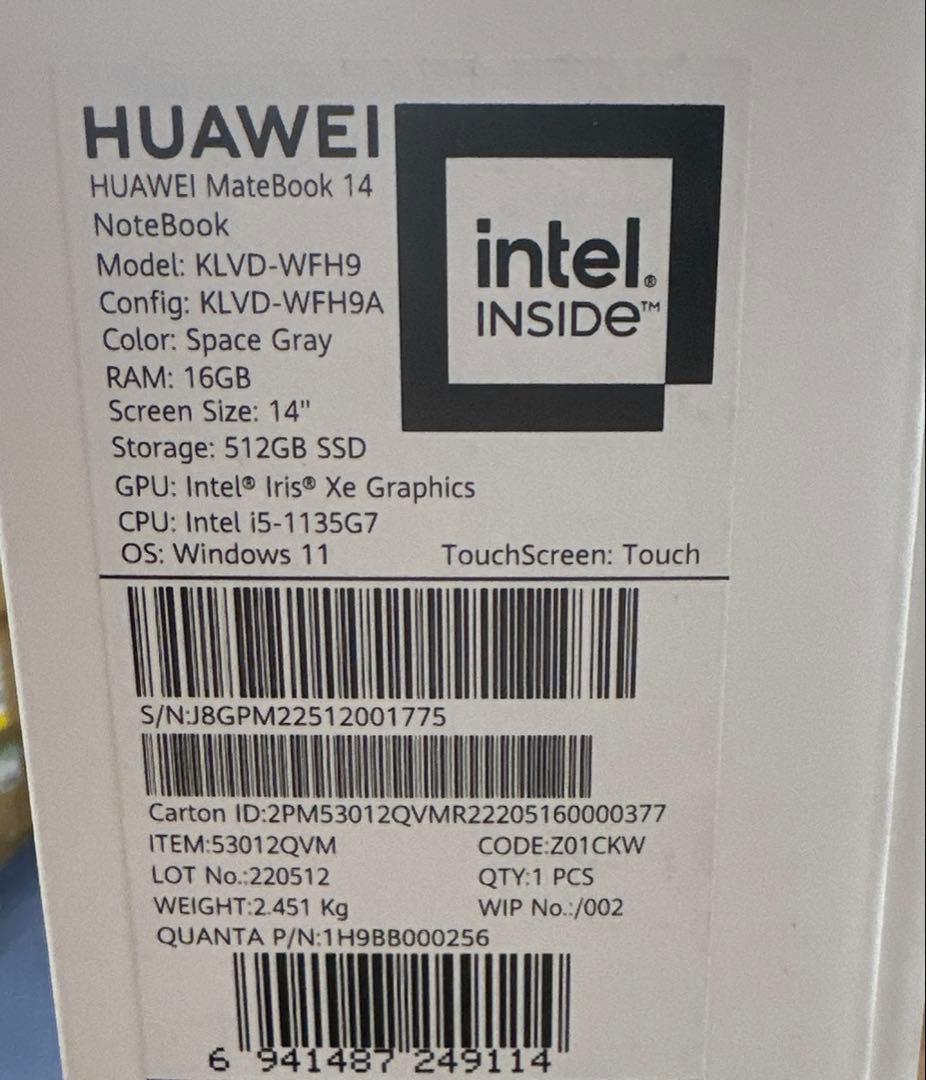 HUAWEI
HUAWEI MateBook 14
NoteBook
Model: KLVD-WFH9
Config: KLVD-WFH9A
Color: Space Gray
RAM: 16GB
Screen Size: 14"
Storage: 512GB SSD
GPU: Intel® Iris® Xe Graphics
CPU: Intel i5-1135G7
OS: Windows 11 TouchScreen: Touch
intel®
INSIDe™
S/N:J8GPM22512001775
Carton ID:2PM53012QVMR22205160000377
ITEM:53012QVM CODE:Z01CKW
LOT No.:220512 QTY:1 PCS
WEIGHT:2.451 Kg WIP No.:/002
QUANTA P/N:1H9BB000256
6 941487 249114